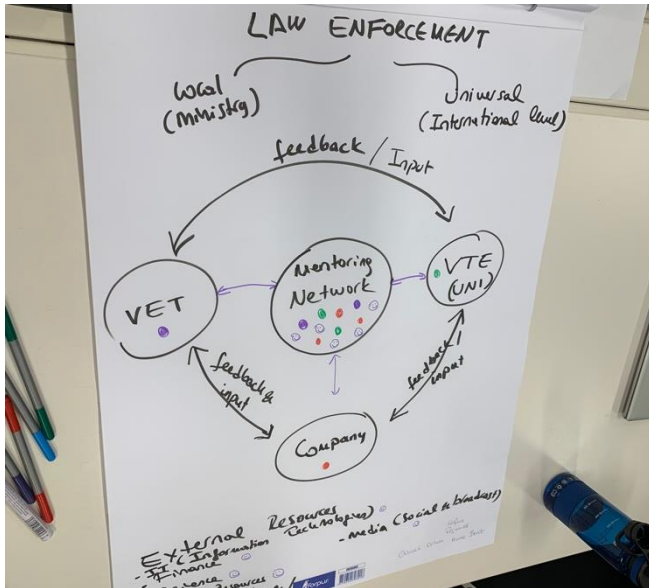 LAW ENFORCEMENT
Local
(Ministry)
Universal
(International level)
feedback / Input
VET
Mentoring
Network
VTE
(UNI)
feedback &
input
feedback /
input
Company
External Resources
- IT (Information Technologies)
- Finance
- media (social & broadcast)
Resources